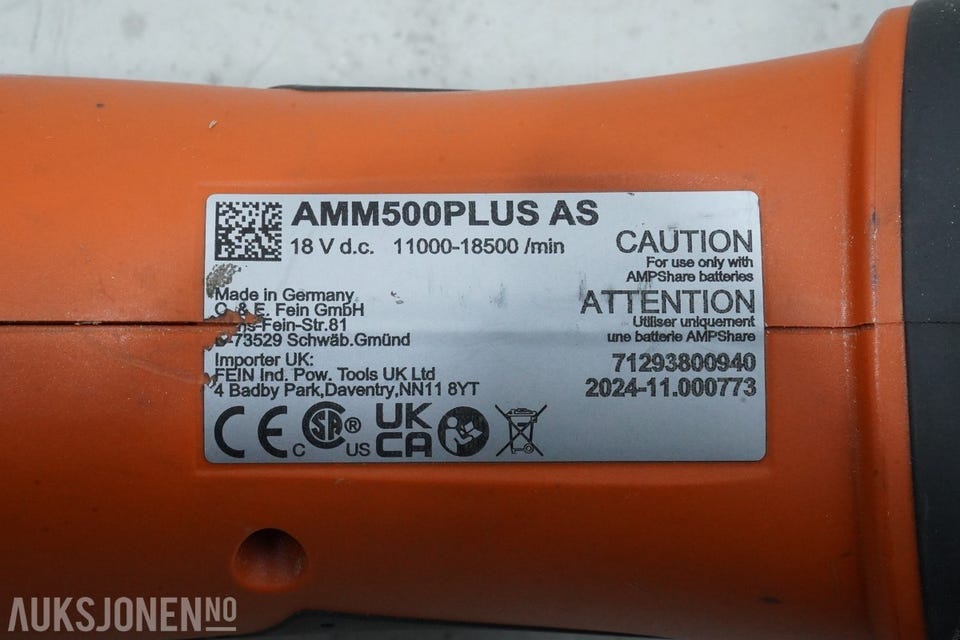 AMM500PLUS AS
18 V d.c. 11000-18500 /min
CAUTION
For use only with
AMPShare batteries
ATTENTION
Utiliser uniquement
une batterie AMPShare
71293800940
2024-11.000773
Made in Germany
C. & E. Fein GmbH
-Fein-Str.81
-73529 Schwäb.Gmünd
Importer UK:
FEIN Ind. Pow. Tools UK Ltd
4 Badby Park,Daventry,NN11 8YT
CE C SA ® US UK
CA
AUKSJONEN NO